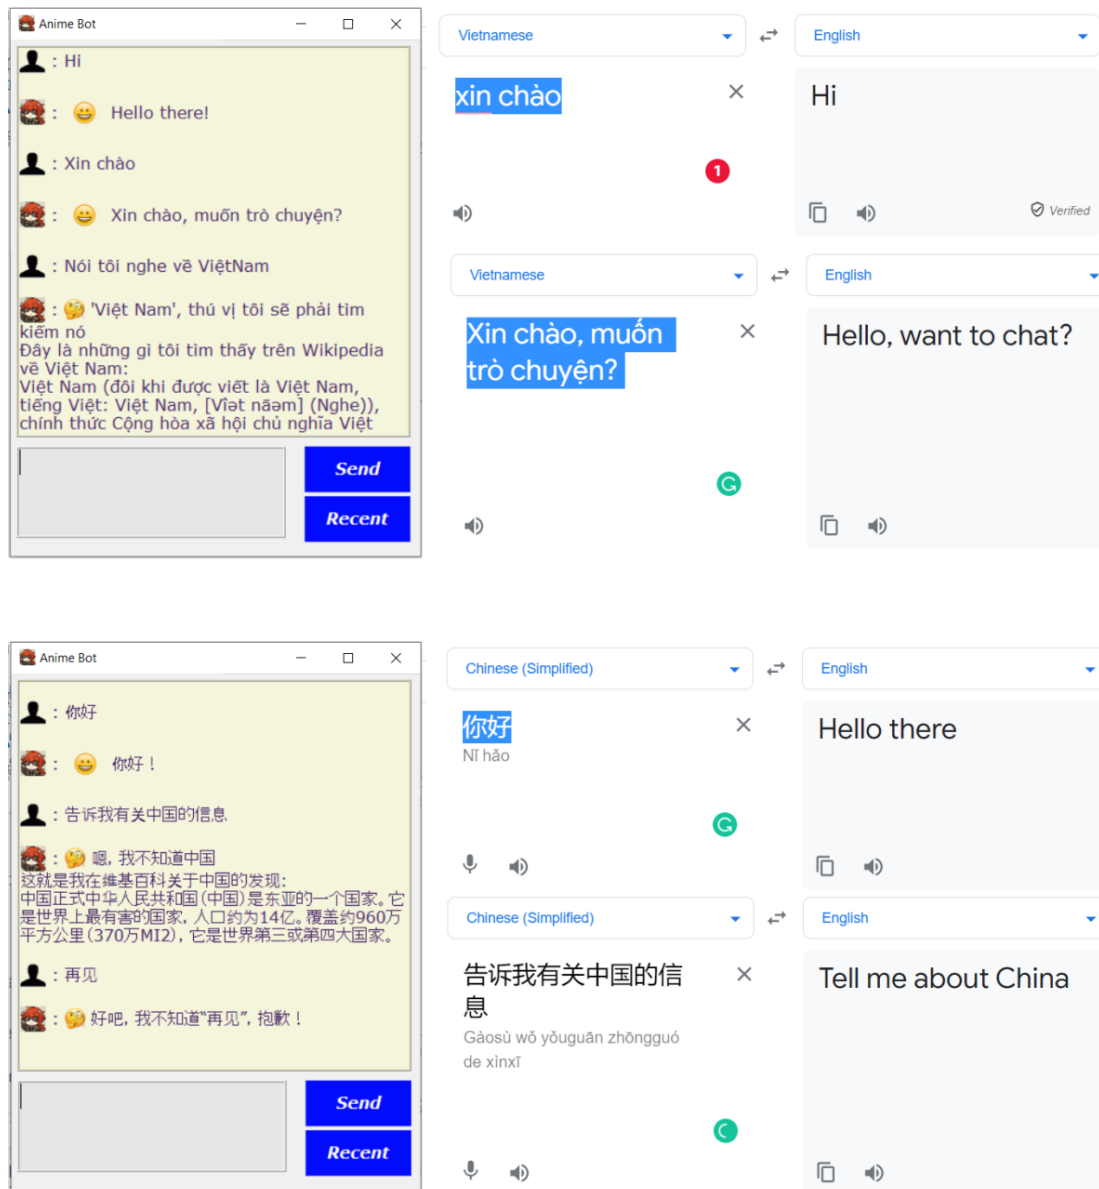 Anime Bot
: Hi
: 😀 Hello there!
: Xin chào
: 😀 Xin chào, muốn trò chuyện?
: Nói tôi nghe về ViệtNam
: 🤔 'Việt Nam', thú vị tôi sẽ phải tìm
kiếm nó
Đây là những gì tôi tìm thấy trên Wikipedia
về Việt Nam:
Việt Nam (đôi khi được viết là Việt Nam,
tiếng Việt: Việt Nam, [Vîət nāəm] (Nghe)),
chính thức Cộng hòa xã hội chủ nghĩa Việt
Send
Recent
Vietnamese
English
xin chào
Hi
1
Verified
Vietnamese
English
Xin chào, muốn
trò chuyện?
Hello, want to chat?
Anime Bot
: 你好
: 😀 你好！
: 告诉我有关中国的信息
: 🤔 嗯, 我不知道中国
这就是我在维基百科关于中国的发现:
中国正式中华人民共和国(中国)是东亚的一个国家。它
是世界上最有害的国家, 人口约为14亿。覆盖约960万
平方公里(370万MI2), 它是世界第三或第四大国家。
: 再见
: 🤔 好吧, 我不知道“再见”, 抱歉！
Send
Recent
Chinese (Simplified)
English
你好
Nǐ hǎo
Hello there
Chinese (Simplified)
English
告诉我有关中国的信
息
Gàosù wǒ yǒuguān zhōngguó
de xìnxī
Tell me about China